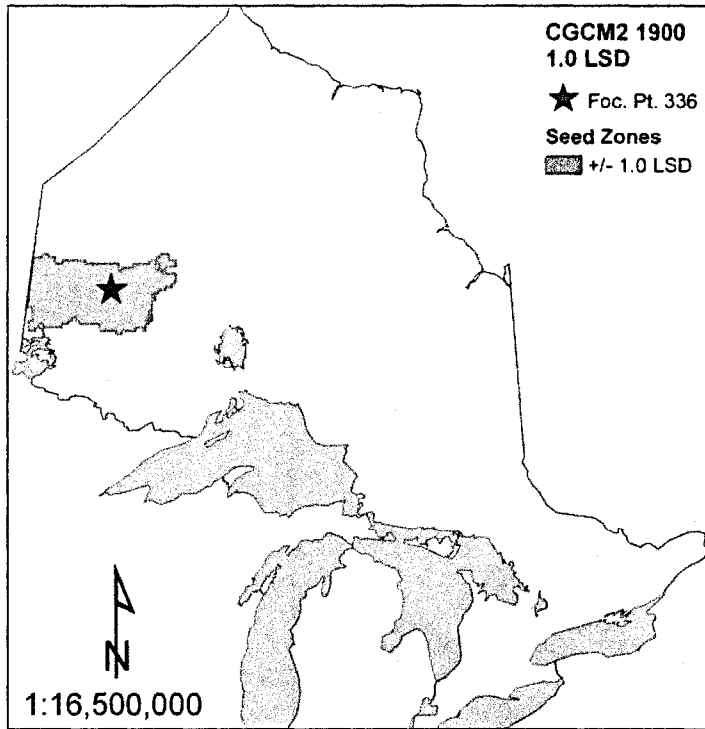 CGCM2 1900
1.0 LSD
Foc. Pt. 336
Seed Zones
+/- 1.0 LSD
N
1:16,500,000